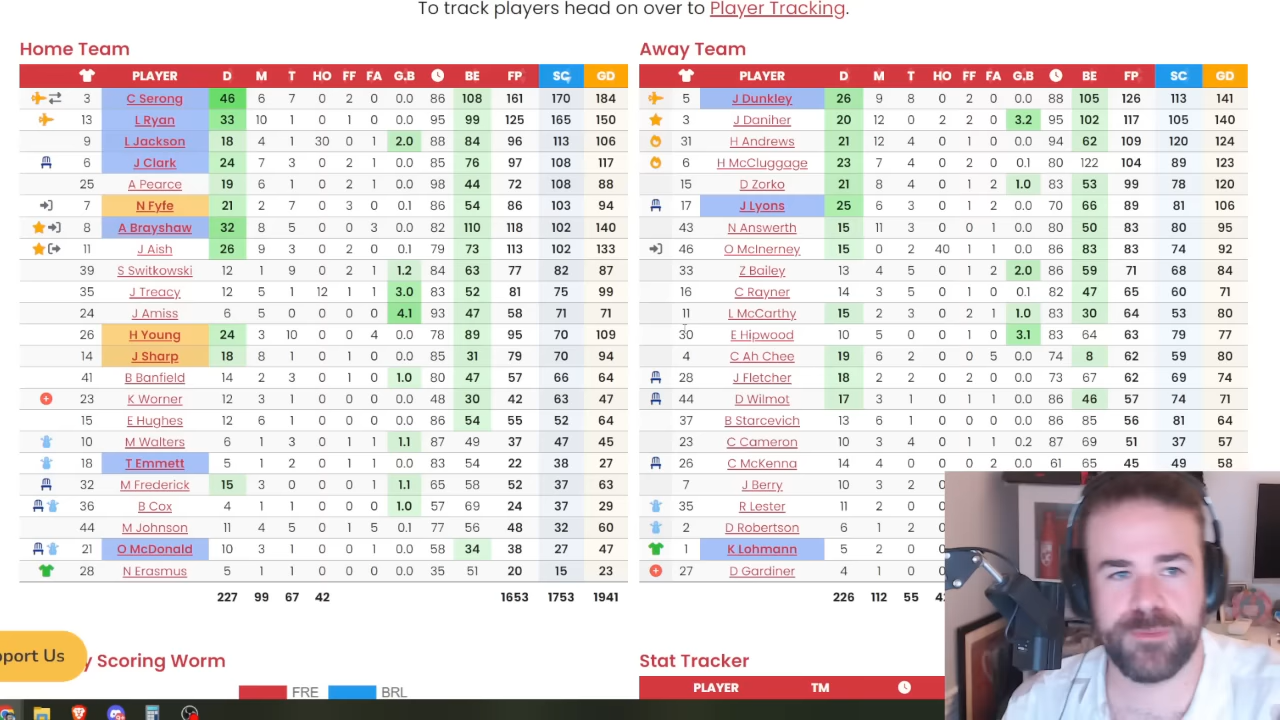 To track players head on over to Player Tracking.
Home Team
PLAYER D M T HO FF FA G.B BE FP SC GD
3 C Serong 46 6 7 0 2 0 0.0 86 108 161 170 184
13 L Ryan 33 10 1 0 1 0 0.0 95 99 125 165 150
9 L Jackson 18 4 1 30 0 1 2.0 88 84 96 113 106
6 J Clark 24 7 3 0 2 1 0.0 85 76 97 108 117
25 A Pearce 19 6 1 0 2 1 0.0 98 44 72 108 88
7 N Fyfe 21 2 7 0 3 0 0.1 86 54 86 103 94
8 A Brayshaw 32 8 5 0 0 3 0.0 82 110 118 102 140
11 J Aish 26 9 3 0 2 0 0.1 79 73 113 102 133
39 S Switkowski 12 1 9 0 2 1 1.2 84 63 77 82 87
35 J Treacy 12 5 1 12 1 1 3.0 83 52 81 75 99
24 J Amiss 6 5 0 0 0 0 4.1 93 47 58 71 71
26 H Young 24 3 10 0 0 4 0.0 78 89 95 70 109
14 J Sharp 18 8 1 0 1 0 0.0 85 31 79 70 94
41 B Banfield 14 2 3 0 1 0 1.0 80 47 57 66 64
23 K Worner 12 3 1 0 1 0 0.0 48 30 42 63 47
15 E Hughes 12 6 1 0 0 0 0.0 86 54 55 52 64
10 M Walters 6 1 3 0 1 1 1.1 87 49 37 47 45
18 T Emmett 5 1 2 0 1 1 0.0 83 54 22 38 27
32 M Frederick 15 3 0 0 1 1 1.1 65 58 52 37 63
36 B Cox 4 1 1 0 0 0 1.0 57 69 24 37 29
44 M Johnson 11 4 5 0 1 5 0.1 77 56 48 32 60
21 O McDonald 10 3 1 0 0 1 0.0 58 34 38 27 47
28 N Erasmus 5 1 1 0 0 0 0.0 35 51 20 15 23
227 99 67 42 1653 1753 1941
Away Team
PLAYER D M T HO FF FA G.B BE FP SC GD
5 J Dunkley 26 9 8 0 2 0 0.0 88 105 126 113 141
3 J Daniher 20 12 0 2 2 0 3.2 95 102 117 105 140
31 H Andrews 21 12 4 0 1 0 0.0 94 62 109 120 124
6 H McCluggage 23 7 4 0 2 0 0.1 80 122 104 89 123
15 D Zorko 21 8 4 0 1 2 1.0 83 53 99 78 120
17 J Lyons 25 6 3 0 1 2 0.0 70 66 89 81 106
43 N Answerth 15 11 3 0 0 1 0.0 80 50 83 80 95
46 O McInerney 15 0 2 40 1 1 0.0 86 83 83 74 92
33 Z Bailey 13 4 5 0 1 2 2.0 86 59 71 68 84
16 C Rayner 14 3 5 0 1 0 0.1 82 47 65 60 71
11 L McCarthy 15 2 3 0 2 1 1.0 83 30 64 53 80
30 E Hipwood 10 5 0 0 1 0 3.1 83 64 63 79 77
4 C Ah Chee 19 6 2 0 0 5 0.0 74 8 62 59 80
28 J Fletcher 18 2 2 0 2 0 0.0 73 67 62 69 74
44 D Wilmot 17 3 1 0 1 1 0.0 86 46 57 74 71
37 B Starcevich 13 6 1 0 0 0 0.0 86 85 56 81 64
23 C Cameron 10 3 4 0 1 1 0.2 87 69 51 37 57
26 C McKenna 14 4 0 0 0 2 0.0 61 65 45 49 58
7 J Berry 10 3 2 0
35 R Lester 11 2 0 0
2 D Robertson 6 1 2 0
1 K Lohmann 5 2 0 0
27 D Gardiner 4 1 0 0
226 112 55
Scoring Worm
FRE BRL
Stat Tracker
PLAYER TM
port Us